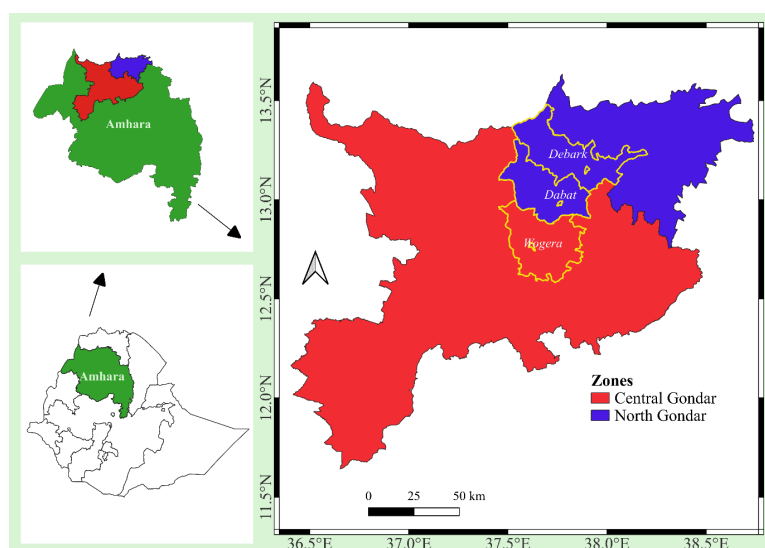 Amhara
Amhara
13.5°N
13.0°N
12.5°N
12.0°N
11.5°N
Debark
Dabat
Wogera
Zones
Central Gondar
North Gondar
0 25 50 km
36.5°E 37.0°E 37.5°E 38.0°E 38.5°E